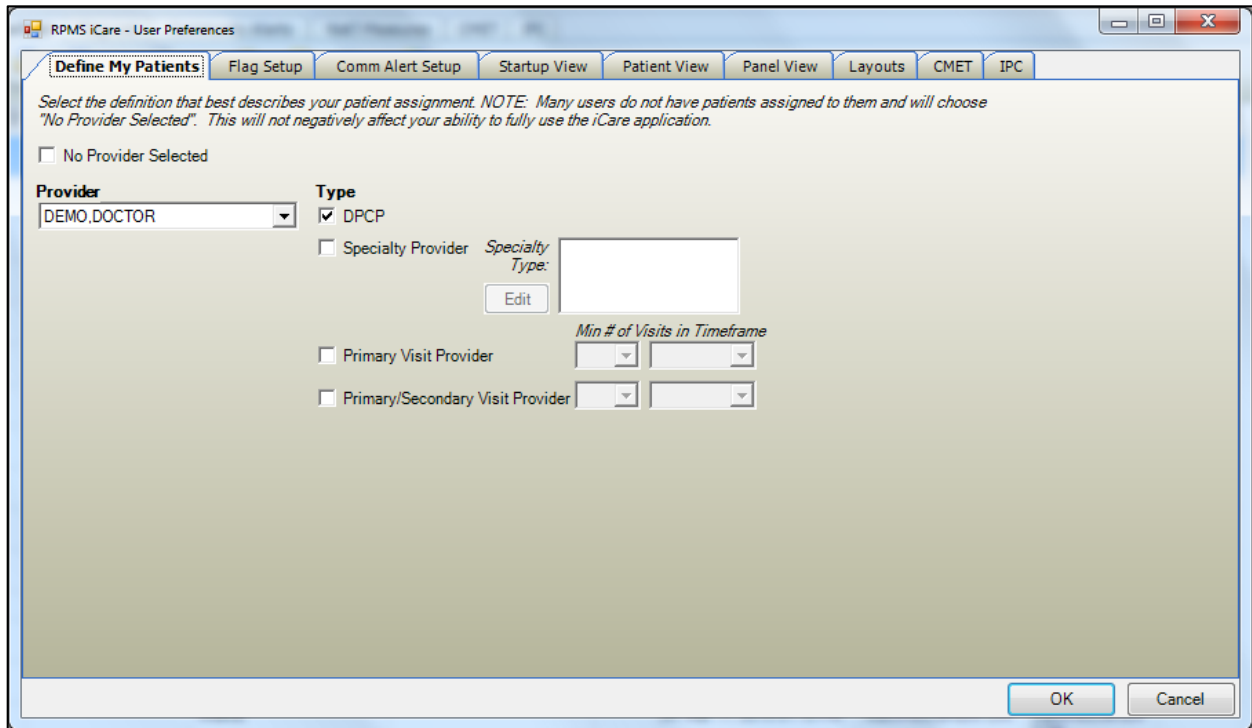 RPMS iCare - User Preferences
Define My Patients Flag Setup Comm Alert Setup Startup View Patient View Panel View Layouts CMET IPC
Select the definition that best describes your patient assignment. NOTE: Many users do not have patients assigned to them and will choose
"No Provider Selected". This will not negatively affect your ability to fully use the iCare application.
No Provider Selected
Provider Type
DEMO,DOCTOR DPCP
Specialty Provider Specialty
Type:
Edit
Min # of Visits in Timeframe
Primary Visit Provider
Primary/Secondary Visit Provider
OK Cancel